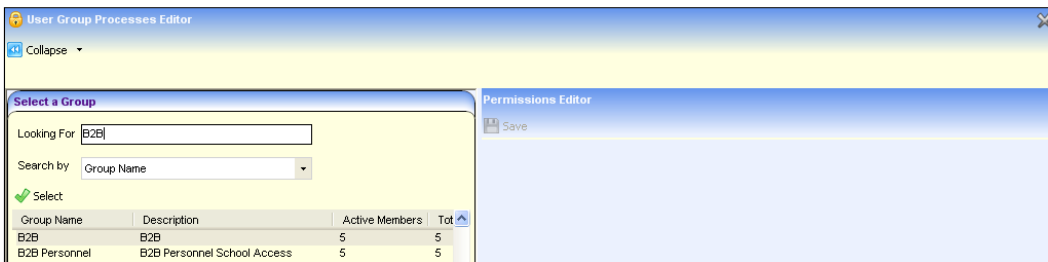 User Group Processes Editor
Collapse
Select a Group
Looking For B2B
Search by Group Name
Select
Group Name Description Active Members Tot
B2B B2B 5 5
B2B Personnel B2B Personnel School Access 5 5
Permissions Editor
Save